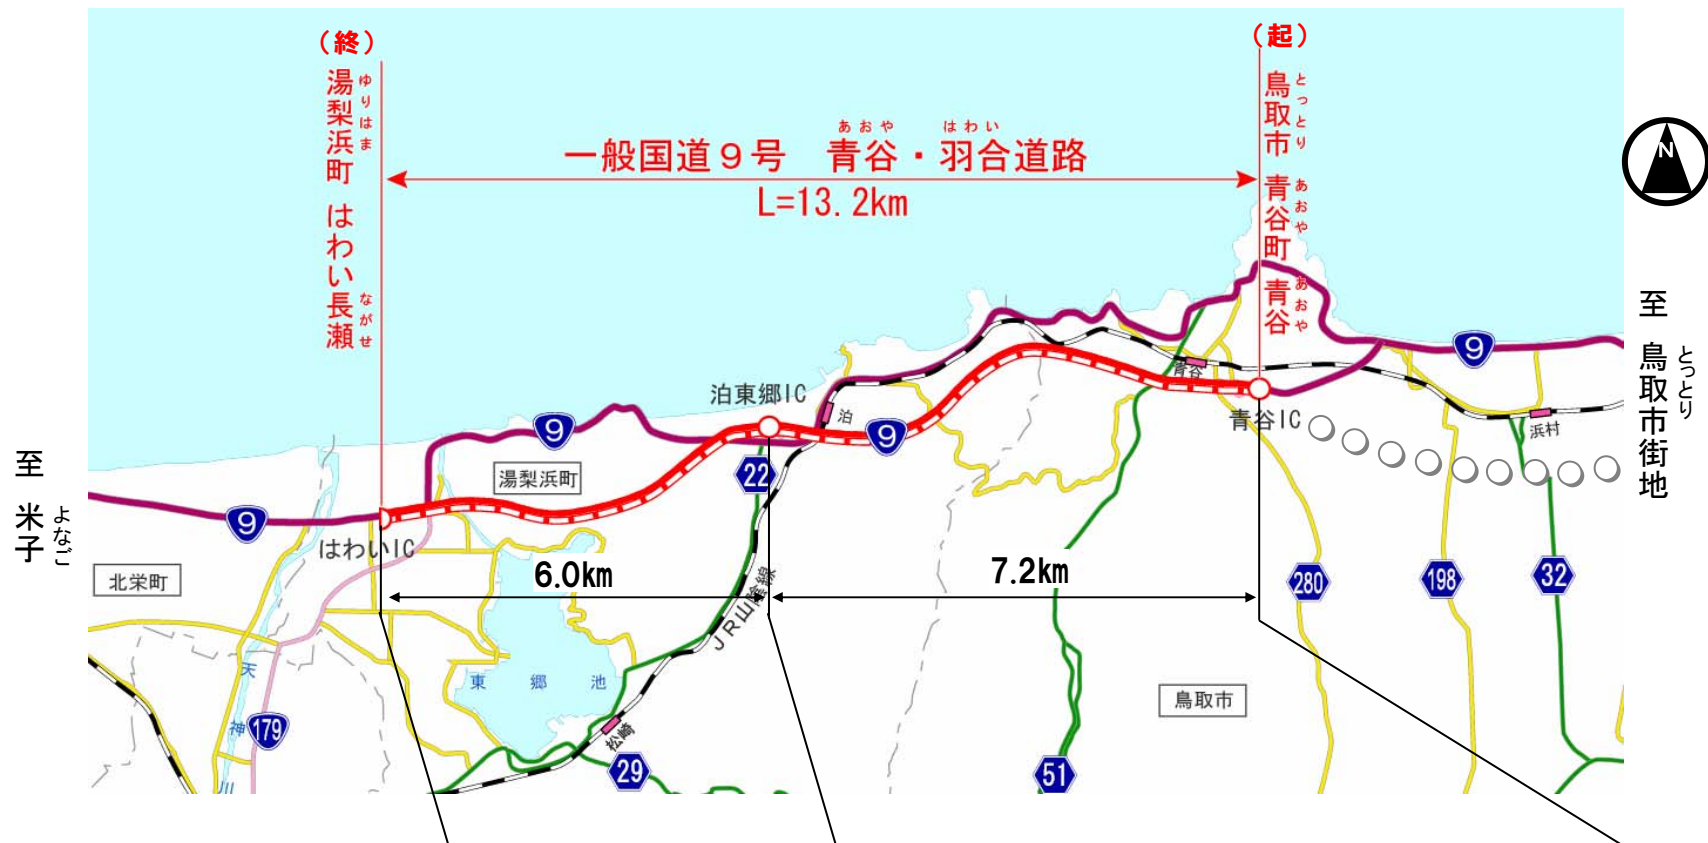 （終）
（起）
湯梨浜町 はわい長瀬
ゆりはま
ながせ
鳥取市 青谷町 青谷
とっとり
あおや
あおや
あおや
はわい
一般国道９号　青谷・羽合道路
L=13.2km
N
至 鳥取市街地
とっとり
至 米子
よなご
9
青谷
泊東郷IC
泊
青谷IC
浜村
9
9
22
湯梨浜町
9
はわいIC
北栄町
6.0km
7.2km
280
198
32
JR山陰線
天神川
東郷池
鳥取市
179
松崎
29
51